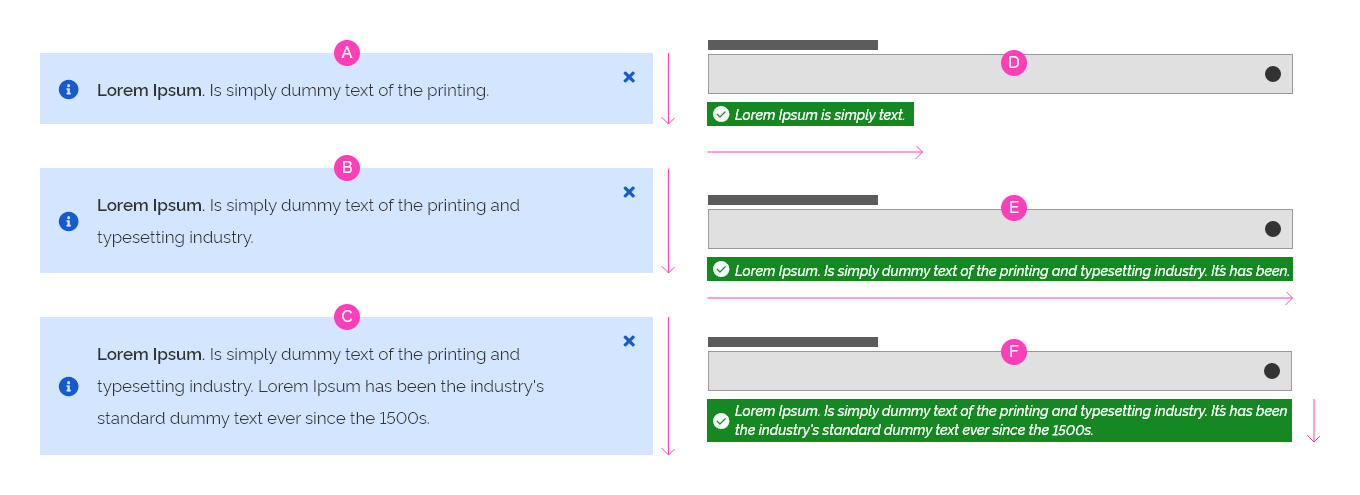 A
Lorem Ipsum. Is simply dummy text of the printing.
B
Lorem Ipsum. Is simply dummy text of the printing and
typesetting industry.
C
Lorem Ipsum. Is simply dummy text of the printing and
typesetting industry. Lorem Ipsum has been the industry's
standard dummy text ever since the 1500s.
D
Lorem Ipsum is simply text.
E
Lorem Ipsum. Is simply dummy text of the printing and typesetting industry. It's has been.
F
Lorem Ipsum. Is simply dummy text of the printing and typesetting industry. It's has been
the industry's standard dummy text ever since the 1500s.